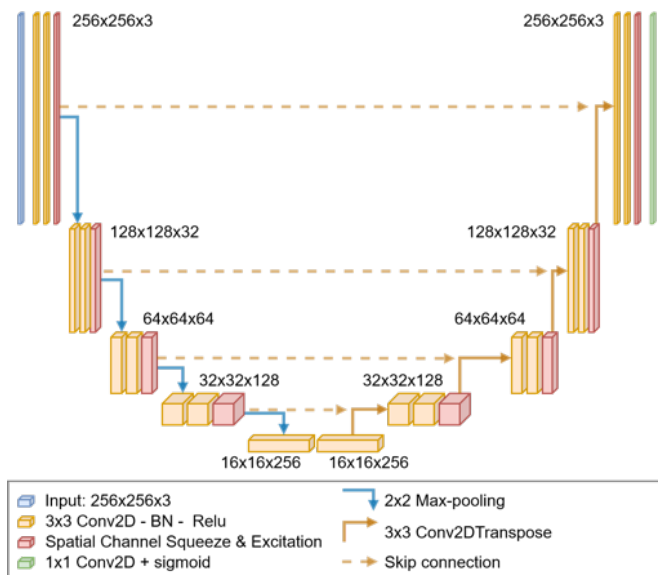 256x256x3
256x256x3
128x128x32
128x128x32
64x64x64
64x64x64
32x32x128
32x32x128
16x16x256
16x16x256
Input: 256x256x3
3x3 Conv2D - BN - Relu
Spatial Channel Squeeze & Excitation
1x1 Conv2D + sigmoid
2x2 Max-pooling
3x3 Conv2DTranspose
Skip connection